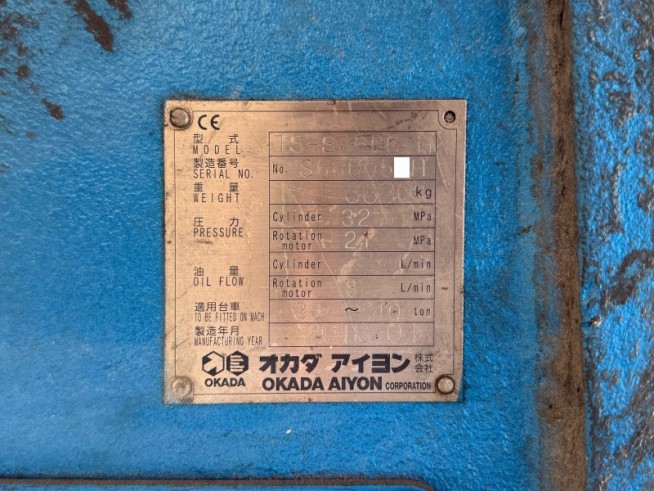 CE
型式
MODEL
製造番号
SERIAL NO. No.
重量
WEIGHT kg
圧力
PRESSURE
Cylinder 32 MPa
Rotation motor 21 MPa
油量
OIL FLOW
Cylinder L/min
Rotation motor L/min
適用台車
TO BE FITTED ON MACH ~ ton
製造年月
MANUFACTURING YEAR
オカダ アイヨン 株式会社
OKADA OKADA AIYON CORPORATION